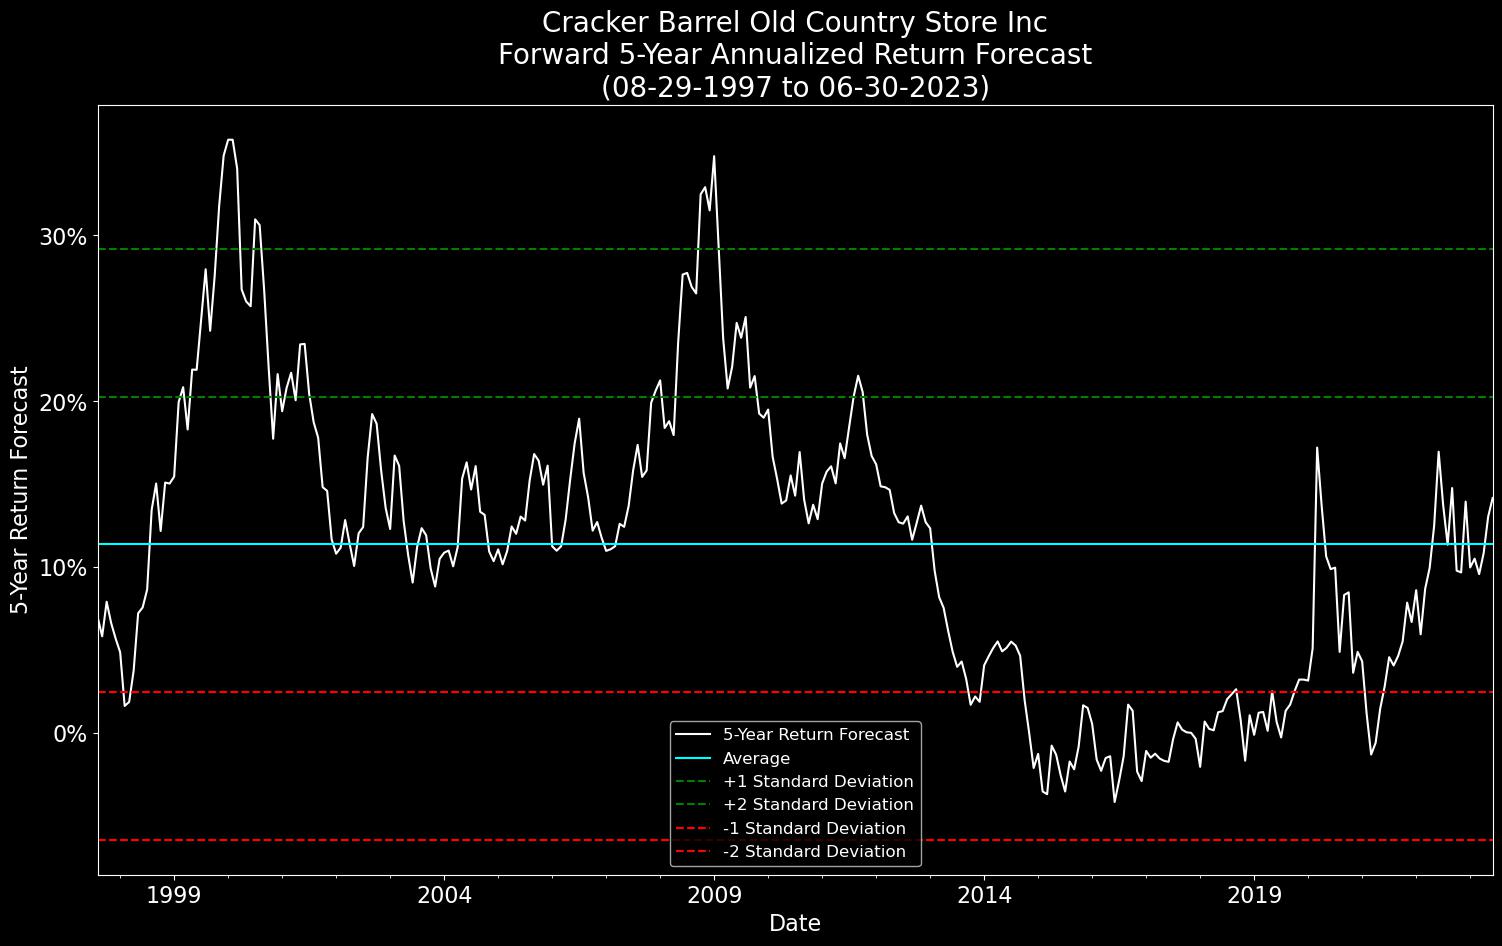 Cracker Barrel Old Country Store Inc
Forward 5-Year Annualized Return Forecast
(08-29-1997 to 06-30-2023)
5-Year Return Forecast
30%
20%
10%
0%
5-Year Return Forecast
Average
+1 Standard Deviation
+2 Standard Deviation
-1 Standard Deviation
-2 Standard Deviation
1999 2004 2009 2014 2019
Date